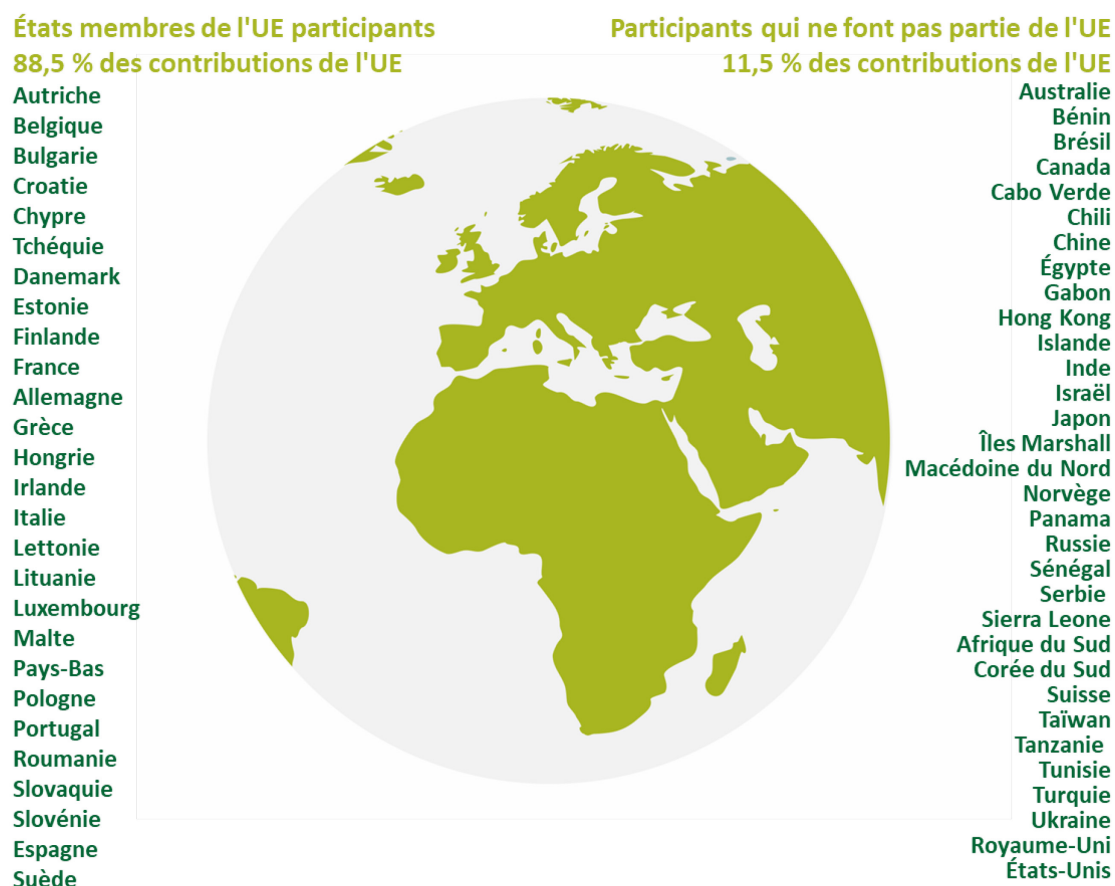 États membres de l'UE participants
88,5 % des contributions de l'UE
Autriche
Belgique
Bulgarie
Croatie
Chypre
Tchéquie
Danemark
Estonie
Finlande
France
Allemagne
Grèce
Hongrie
Irlande
Italie
Lettonie
Lituanie
Luxembourg
Malte
Pays-Bas
Pologne
Portugal
Roumanie
Slovaquie
Slovénie
Espagne
Suède
Participants qui ne font pas partie de l'UE
11,5 % des contributions de l'UE
Australie
Bénin
Brésil
Canada
Cabo Verde
Chili
Chine
Égypte
Gabon
Hong Kong
Islande
Inde
Israël
Japon
Îles Marshall
Macédoine du Nord
Norvège
Panama
Russie
Sénégal
Serbie
Sierra Leone
Afrique du Sud
Corée du Sud
Suisse
Taïwan
Tanzanie
Tunisie
Turquie
Ukraine
Royaume-Uni
États-Unis